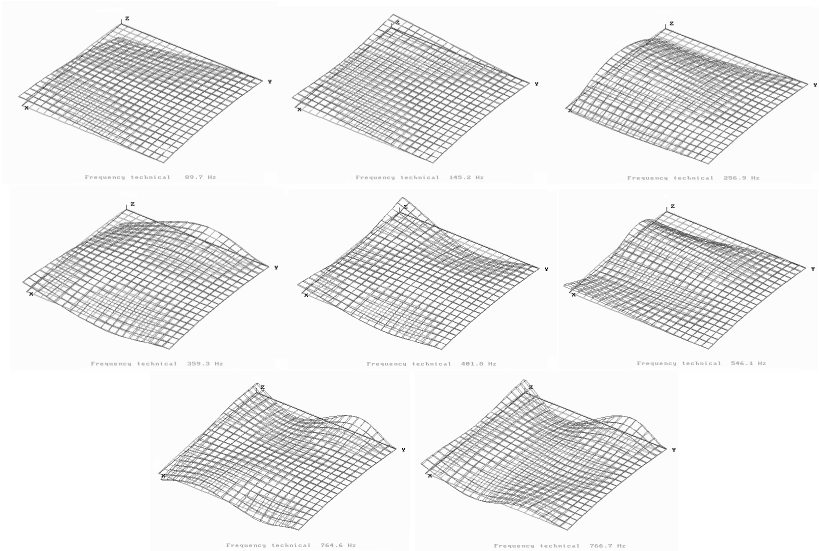 Z
Y
X
Frequency technical 89.7 Hz
Z
Y
X
Frequency technical 145.2 Hz
Z
Y
X
Frequency technical 256.9 Hz
Z
Y
X
Frequency technical 359.3 Hz
Z
Y
X
Frequency technical Hz
Z
Y
X
Frequency technical 546.1 Hz
Z
Y
X
Frequency technical 764.6 Hz
Z
Y
X
Frequency technical 766.7 Hz